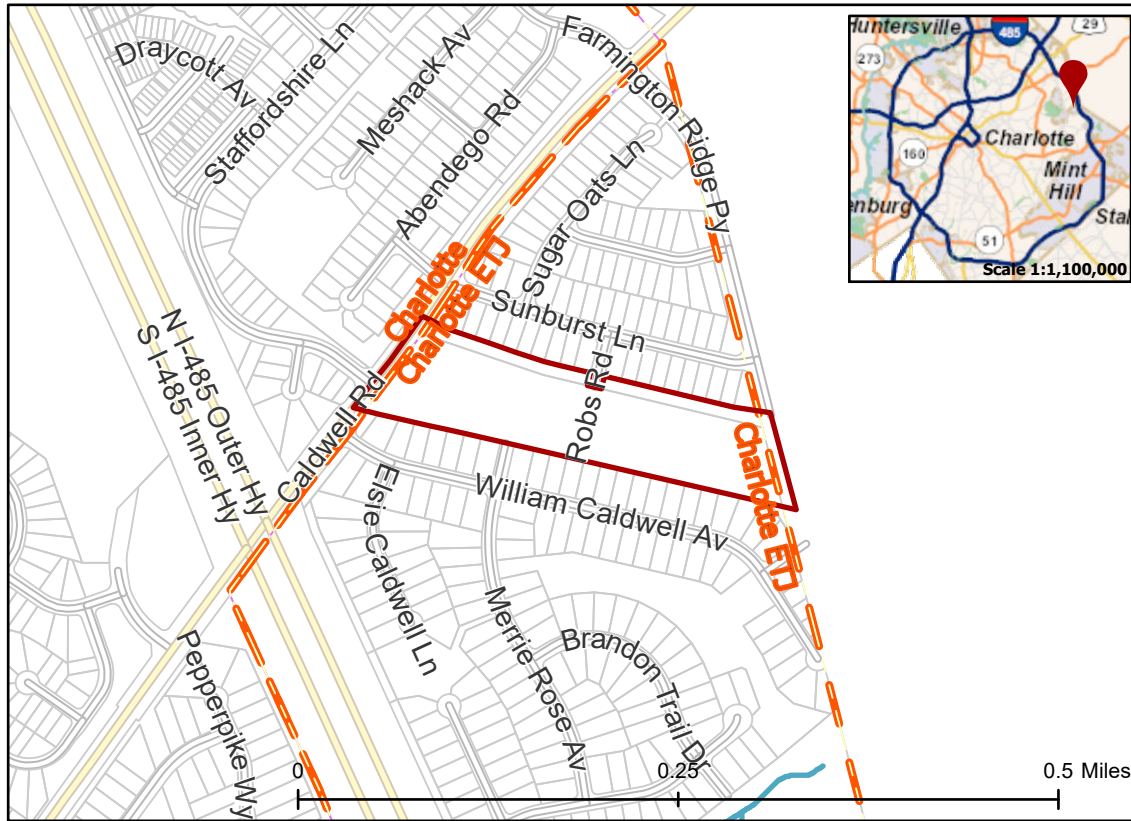 Draycott Av
Staffordshire Ln
Meshack Av
Abendego Rd
Farmington Ridge Py
Sugar Oats Ln
Charlotte
Charlotte ETJ
Sunburst Ln
Robs Rd
N I-485 Outer Hy
S I-485 Inner Hy
Caldwell Rd
Elsie Caldwell Ln
William Caldwell Av
Charlotte ETJ
Merrie Rose Av
Brandon Trail Dr
Pepperpike Wy
0
0.25
0.5 Miles
Huntersville
485
29
273
Charlotte
160
Mint
Hill
enburg
Stal
51
Scale 1:1,100,000